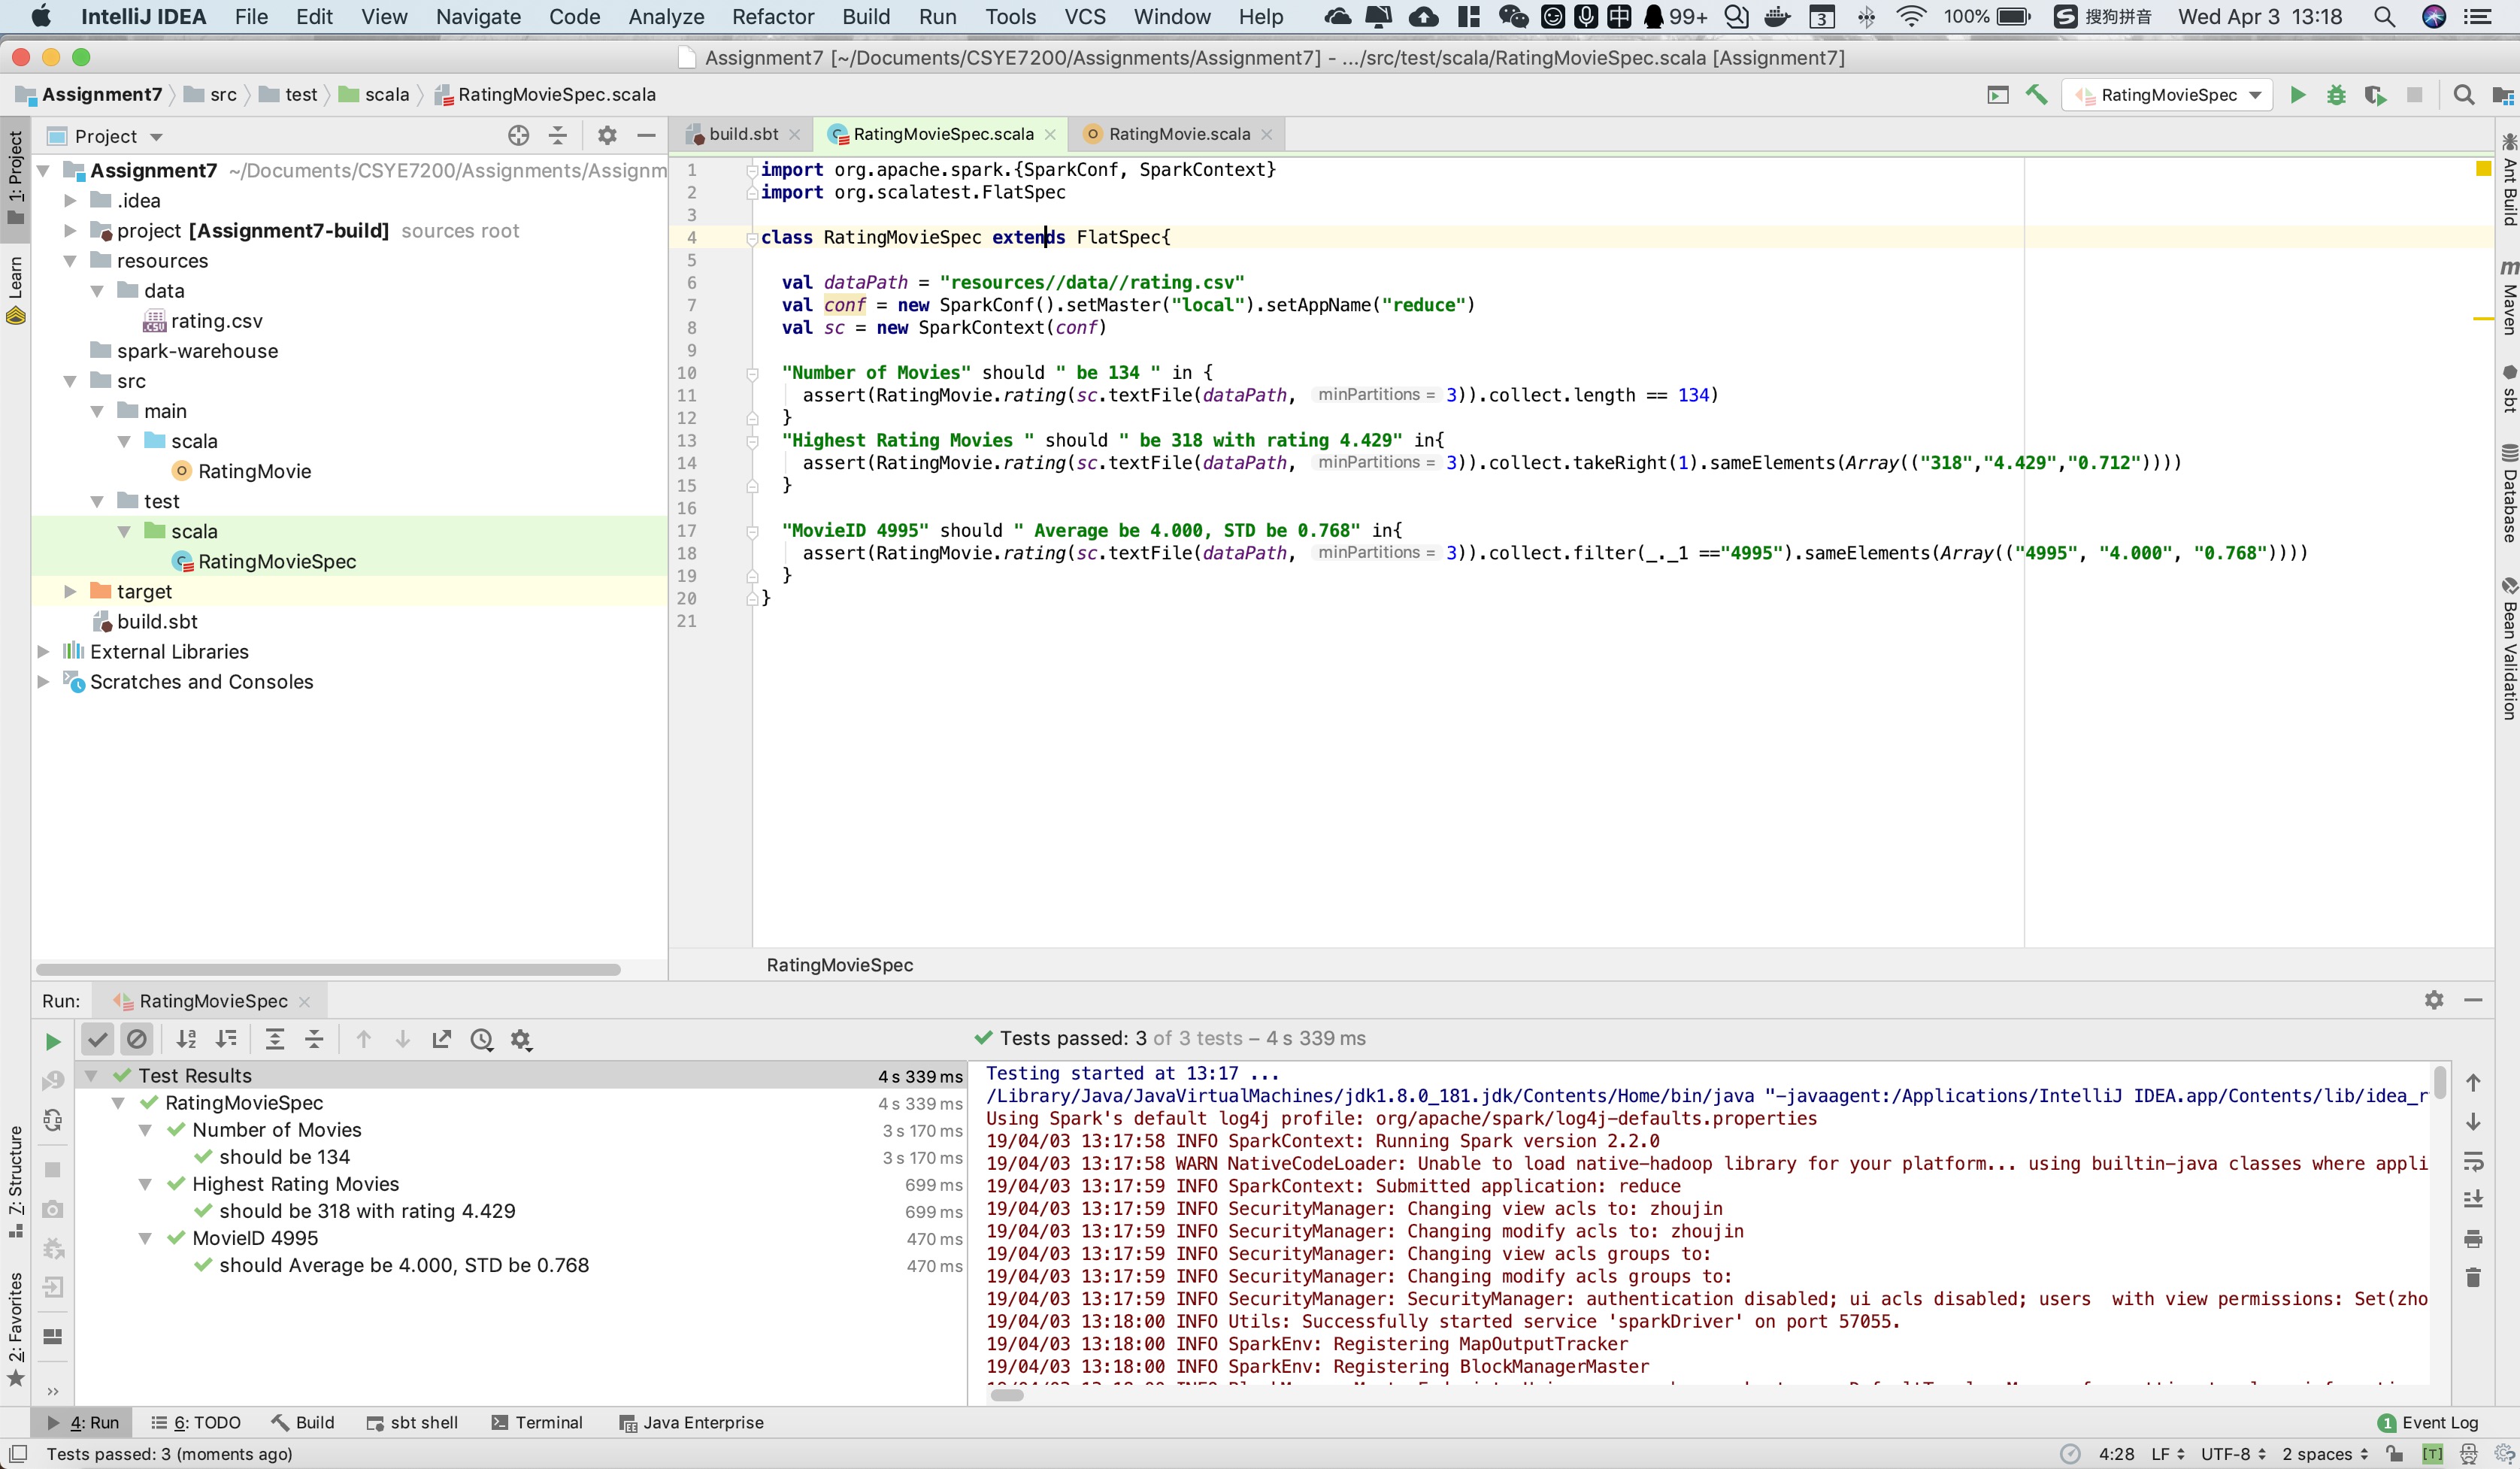 IntelliJ IDEA File Edit View Navigate Code Analyze Refactor Build Run Tools VCS Window Help 中 99+ 3 100% S 搜狗拼音 Wed Apr 3 13:18
Assignment7 [~/Documents/CSYE7200/Assignments/Assignment7] - .../src/test/scala/RatingMovieSpec.scala [Assignment7]
Assignment7 src test scala RatingMovieSpec.scala RatingMovieSpec
Project
build.sbt RatingMovieSpec.scala RatingMovie.scala
1: Project
Learn
7: Structure
2: Favorites
Assignment7 ~/Documents/CSYE7200/Assignments/Assignm
.idea
project [Assignment7-build] sources root
resources
data
rating.csv
spark-warehouse
src
main
scala
RatingMovie
test
scala
RatingMovieSpec
target
build.sbt
External Libraries
Scratches and Consoles
1 import org.apache.spark.{SparkConf, SparkContext}
2 import org.scalatest.FlatSpec
3
4 class RatingMovieSpec extends FlatSpec{
5
6 val dataPath = "resources//data//rating.csv"
7 val conf = new SparkConf().setMaster("local").setAppName("reduce")
8 val sc = new SparkContext(conf)
9
10 "Number of Movies" should " be 134 " in {
11 assert(RatingMovie.rating(sc.textFile(dataPath, minPartitions = 3)).collect.length == 134)
12 }
13 "Highest Rating Movies " should " be 318 with rating 4.429" in{
14 assert(RatingMovie.rating(sc.textFile(dataPath, minPartitions = 3)).collect.takeRight(1).sameElements(Array(("318","4.429","0.712"))))
15 }
16
17 "MovieID 4995" should " Average be 4.000, STD be 0.768" in{
18 assert(RatingMovie.rating(sc.textFile(dataPath, minPartitions = 3)).collect.filter(_._1 =="4995").sameElements(Array(("4995", "4.000", "0.768"))))
19 }
20 }
21
RatingMovieSpec
Ant Build
Maven
sbt
Database
Bean Validation
Run: RatingMovieSpec
Tests passed: 3 of 3 tests – 4 s 339 ms
Test Results 4 s 339 ms
RatingMovieSpec 4 s 339 ms
Number of Movies 3 s 170 ms
should be 134 3 s 170 ms
Highest Rating Movies 699 ms
should be 318 with rating 4.429 699 ms
MovieID 4995 470 ms
should Average be 4.000, STD be 0.768 470 ms
Testing started at 13:17 ...
/Library/Java/JavaVirtualMachines/jdk1.8.0_181.jdk/Contents/Home/bin/java "-javaagent:/Applications/IntelliJ IDEA.app/Contents/lib/idea_r
Using Spark's default log4j profile: org/apache/spark/log4j-defaults.properties
19/04/03 13:17:58 INFO SparkContext: Running Spark version 2.2.0
19/04/03 13:17:58 WARN NativeCodeLoader: Unable to load native-hadoop library for your platform... using builtin-java classes where appli
19/04/03 13:17:59 INFO SparkContext: Submitted application: reduce
19/04/03 13:17:59 INFO SecurityManager: Changing view acls to: zhoujin
19/04/03 13:17:59 INFO SecurityManager: Changing modify acls to: zhoujin
19/04/03 13:17:59 INFO SecurityManager: Changing view acls groups to:
19/04/03 13:17:59 INFO SecurityManager: Changing modify acls groups to:
19/04/03 13:17:59 INFO SecurityManager: SecurityManager: authentication disabled; ui acls disabled; users with view permissions: Set(zho
19/04/03 13:18:00 INFO Utils: Successfully started service 'sparkDriver' on port 57055.
19/04/03 13:18:00 INFO SparkEnv: Registering MapOutputTracker
19/04/03 13:18:00 INFO SparkEnv: Registering BlockManagerMaster
4: Run 6: TODO Build sbt shell Terminal Java Enterprise 1 Event Log
Tests passed: 3 (moments ago) 4:28 LF UTF-8 2 spaces [T]